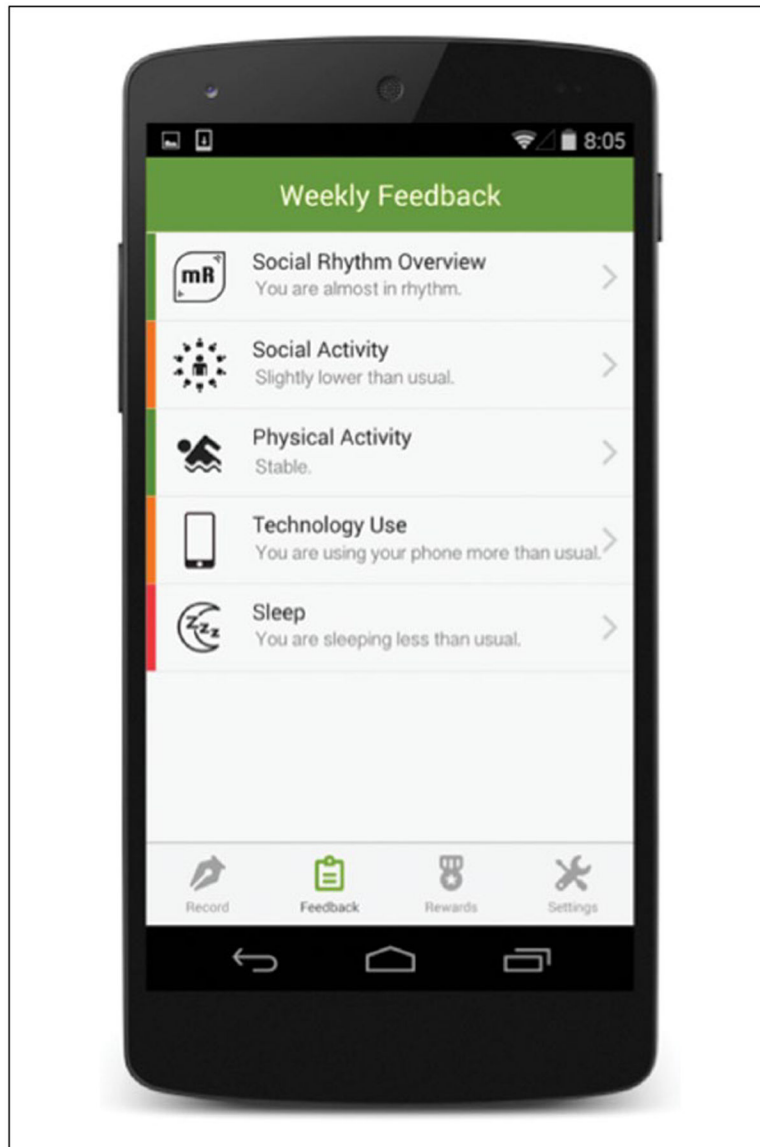 8:05
Weekly Feedback
mR
Social Rhythm Overview
You are almost in rhythm.
Social Activity
Slightly lower than usual.
Physical Activity
Stable.
Technology Use
You are using your phone more than usual.
Zzz
Sleep
You are sleeping less than usual.
Record
Feedback
Rewards
Settings